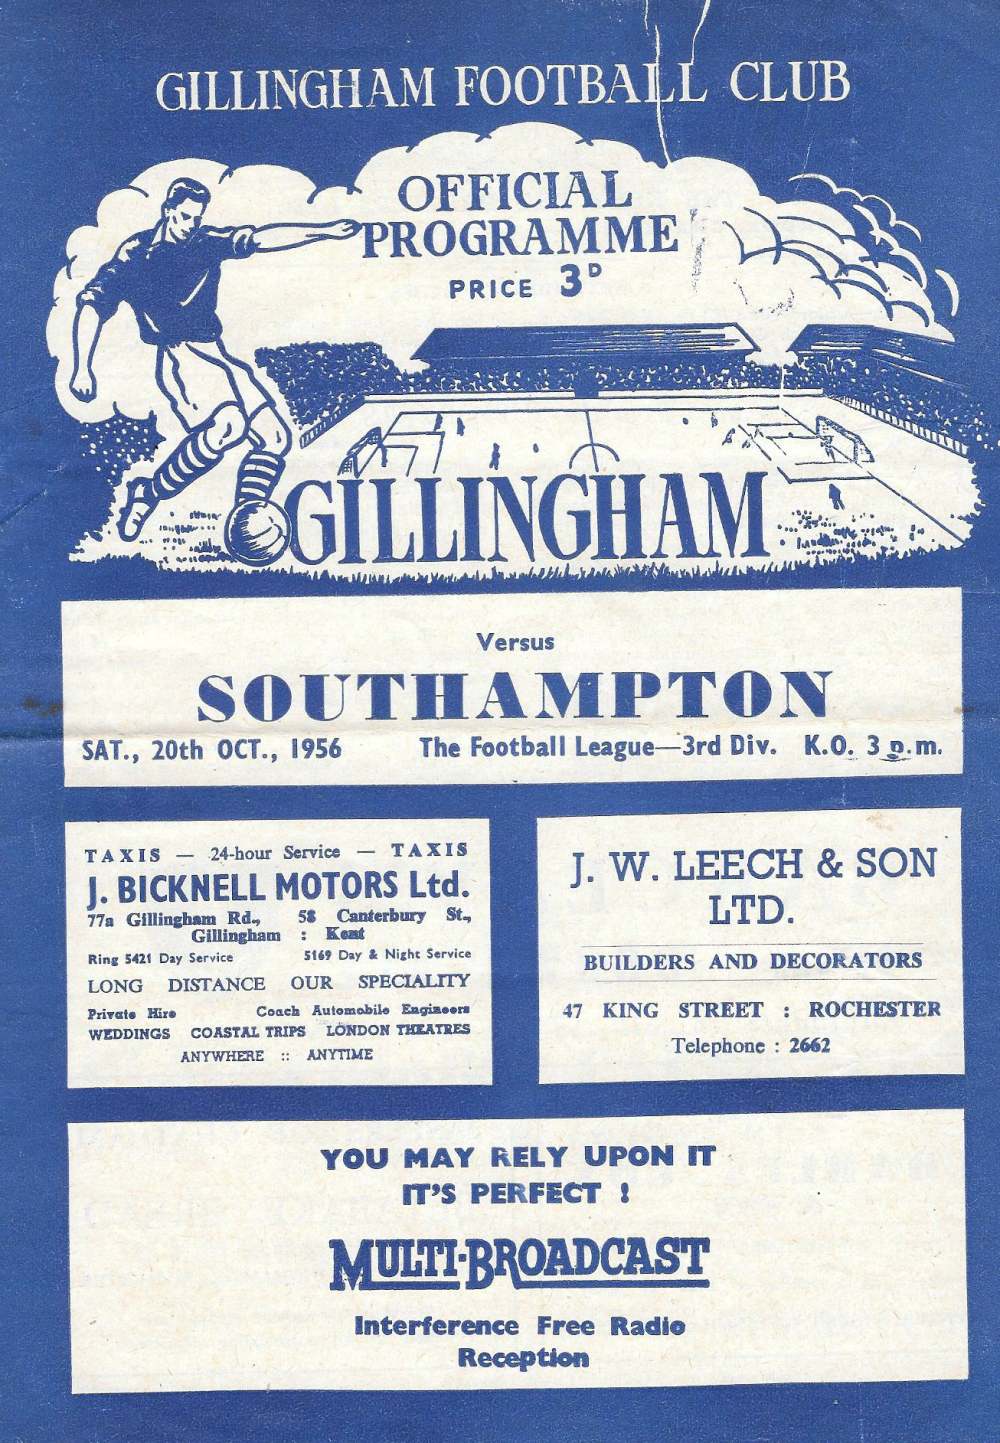 GILLINGHAM FOOTBALL CLUB
OFFICIAL
PROGRAMME
PRICE 3D
GILLINGHAM
Versus
SOUTHAMPTON
SAT., 20th OCT., 1956 The Football League—3rd Div. K.O. 3 p.m.
TAXIS — 24-hour Service — TAXIS
J. BICKNELL MOTORS Ltd.
77a Gillingham Rd., 58 Canterbury St.,
Gillingham : Kent
Ring 5421 Day Service 5169 Day & Night Service
LONG DISTANCE OUR SPECIALITY
Private Hire Coach Automobile Engineers
WEDDINGS COASTAL TRIPS LONDON THEATRES
ANYWHERE :: ANYTIME
J. W. LEECH & SON
LTD.
BUILDERS AND DECORATORS
47 KING STREET : ROCHESTER
Telephone : 2662
YOU MAY RELY UPON IT
IT'S PERFECT !
MULTI-BROADCAST
Interference Free Radio
Reception